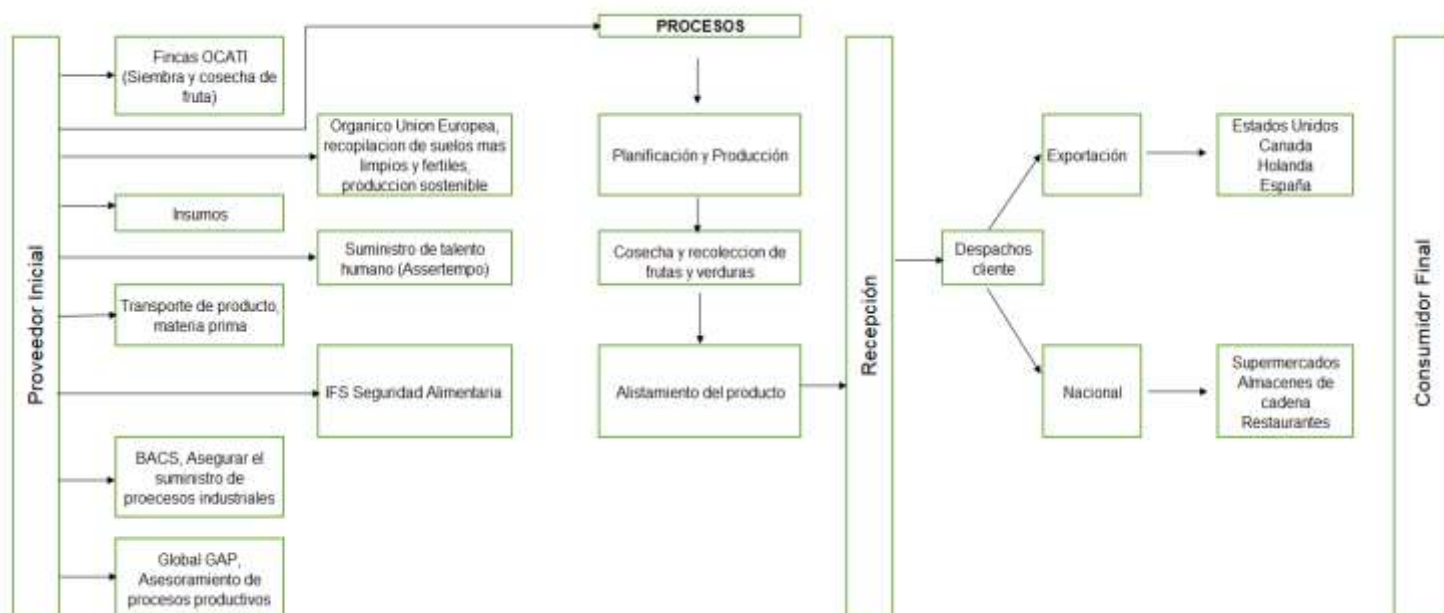 Proveedor Inicial
Fincas OCATI
(Siembra y cosecha de
fruta)
Organico Union Europea,
recopilacion de suelos mas
limpios y fertiles,
produccion sostenible
Insumos
Suministro de talento
humano (Assertempo)
Transporte de producto,
materia prima
IFS Seguridad Alimentaria
BACS, Asegurar el
suministro de
proecesos industriales
Global GAP,
Asesoramiento de
procesos productivos
PROCESOS
Planificación y Producción
Cosecha y recoleccion de
frutas y verduras
Alistamiento del producto
Recepción
Despachos
cliente
Exportación
Estados Unidos
Canada
Holanda
España
Nacional
Supermercados
Almacenes de
cadena
Restaurantes
Consumidor Final